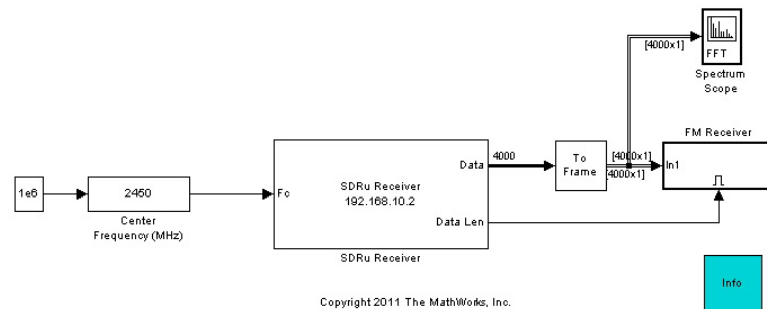 [4000x1]
FFT
Spectrum
Scope
FM Receiver
4000
Data
To
Frame
[4000x1]
[4000x1]
In1
1e6
2450
Center
Frequency (MHz)
Fc
SDRu Receiver
192.168.10.2
Data Len
SDRu Receiver
Info
Copyright 2011 The MathWorks, Inc.